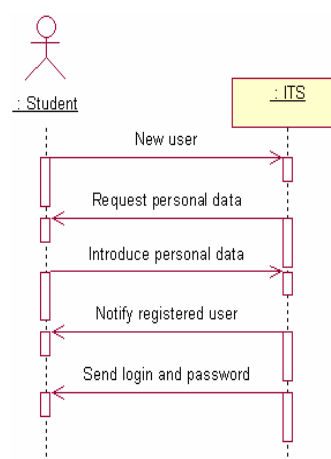 : Student
: ITS
New user
Request personal data
Introduce personal data
Notify registered user
Send login and password